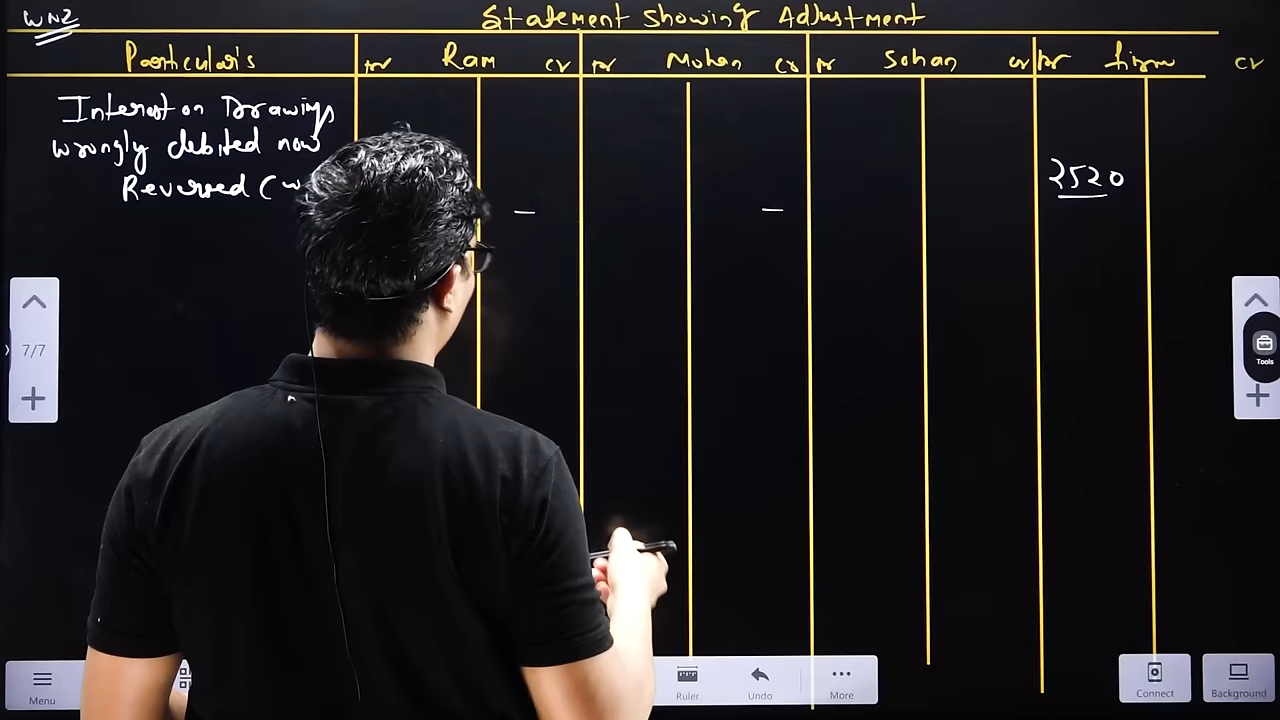 WN2
Statement Showing Adjustment
Particulars Dr Ram Cr Dr Mohan Cr Dr Sohan Cr Dr firm Cr
Interest on Drawings
wrongly debited now
Reversed (w
2520
7/7
Tools
Menu
Ruler
Undo
More
Connect
Background